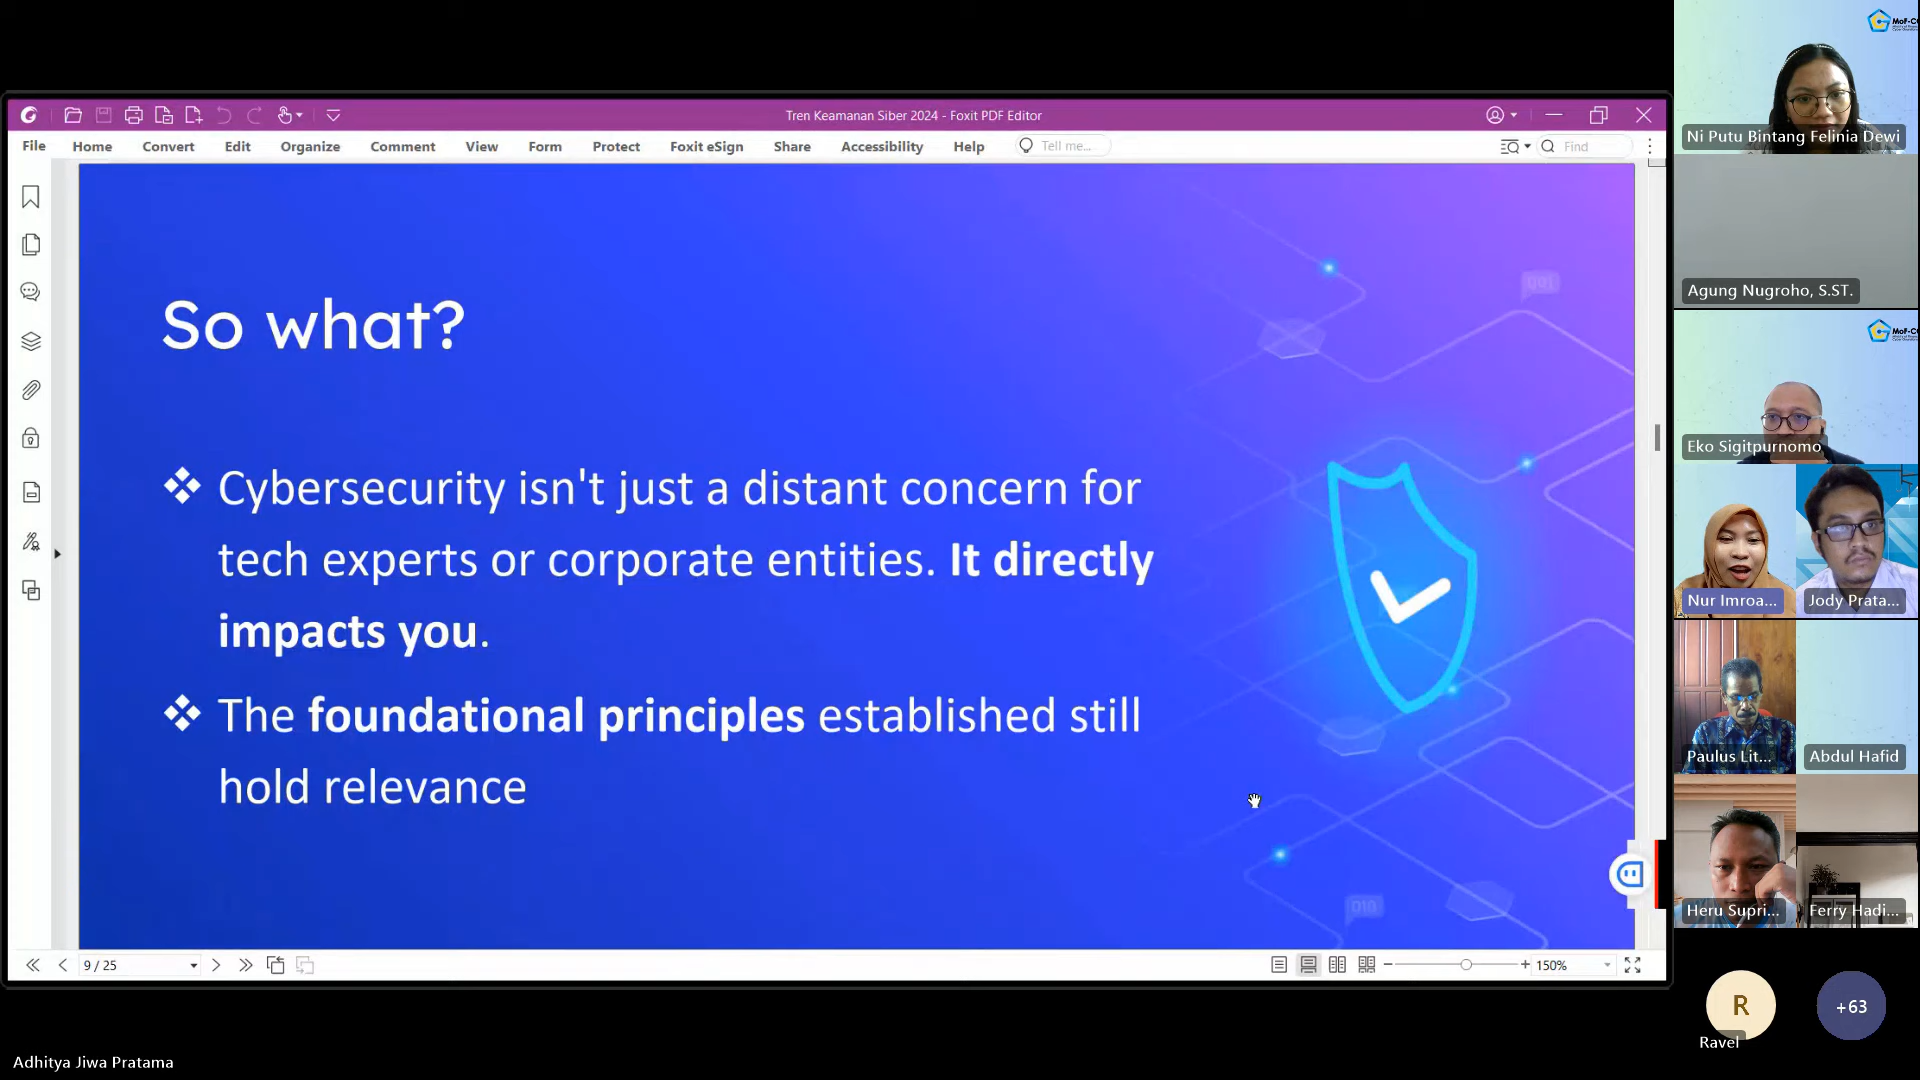 Tren Keamanan Siber 2024 - Foxit PDF Editor
File Home Convert Edit Organize Comment View Form Protect Foxit eSign Share Accessibility Help Tell me... Find
So what?
❖ Cybersecurity isn't just a distant concern for
tech experts or corporate entities. It directly
impacts you.
❖ The foundational principles established still
hold relevance
9 / 25
150%
Adhitya Jiwa Pratama
Ni Putu Bintang Felinia Dewi
Agung Nugroho, S.ST.
Eko Sigitpurnomo
Nur Imroa... Jody Prata...
Paulus Lit... Abdul Hafid
Heru Supri... Ferry Hadi...
R
Ravel
+63